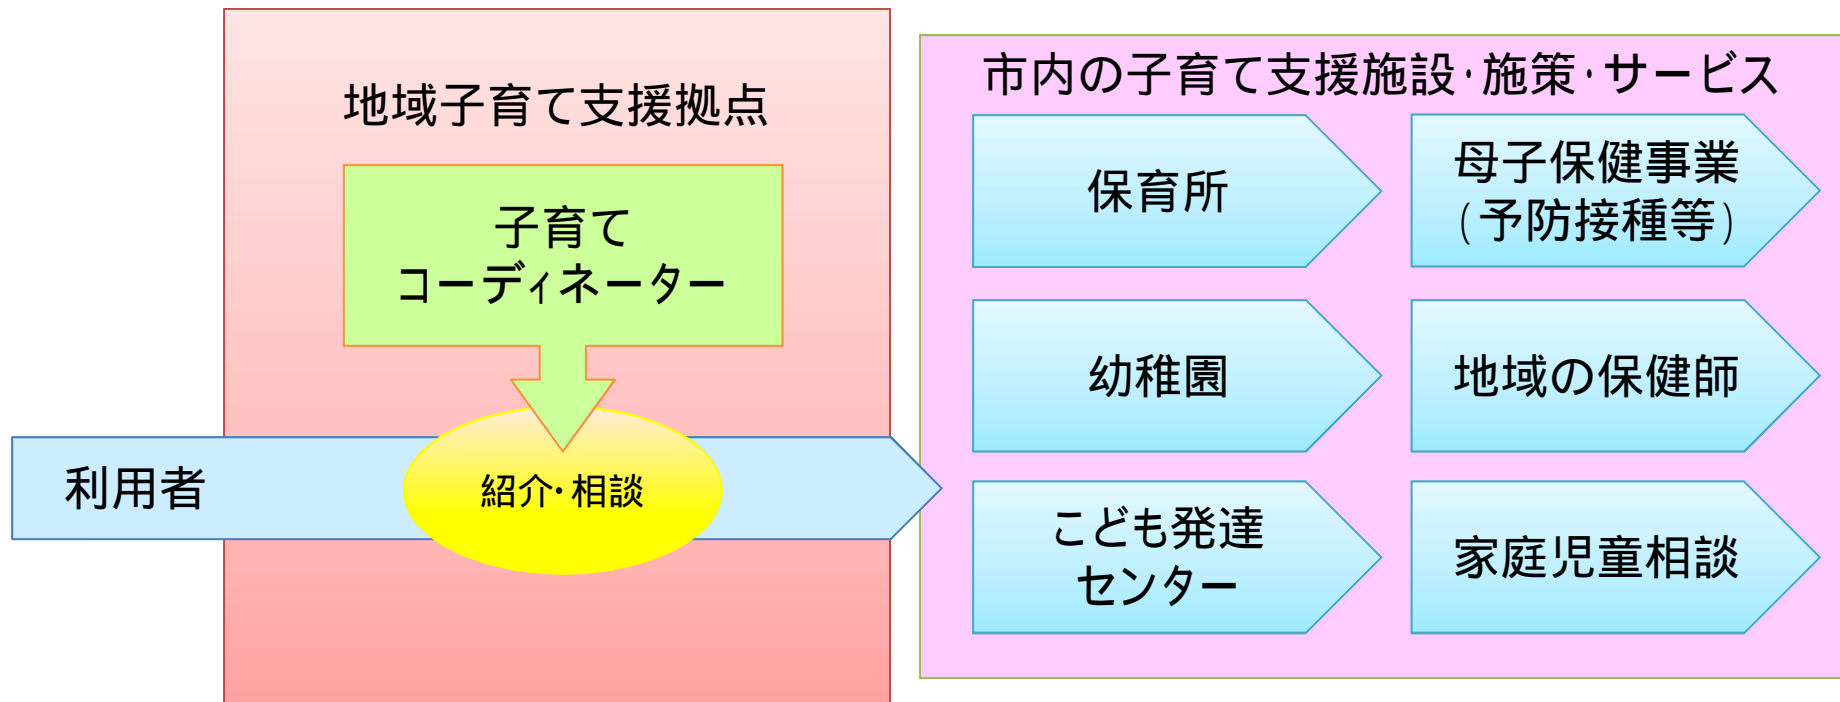 地域子育て支援拠点
子育て
コーディネーター
利用者
紹介・相談
市内の子育て支援施設・施策・サービス
保育所
母子保健事業
(予防接種等)
幼稚園
地域の保健師
こども発達
センター
家庭児童相談